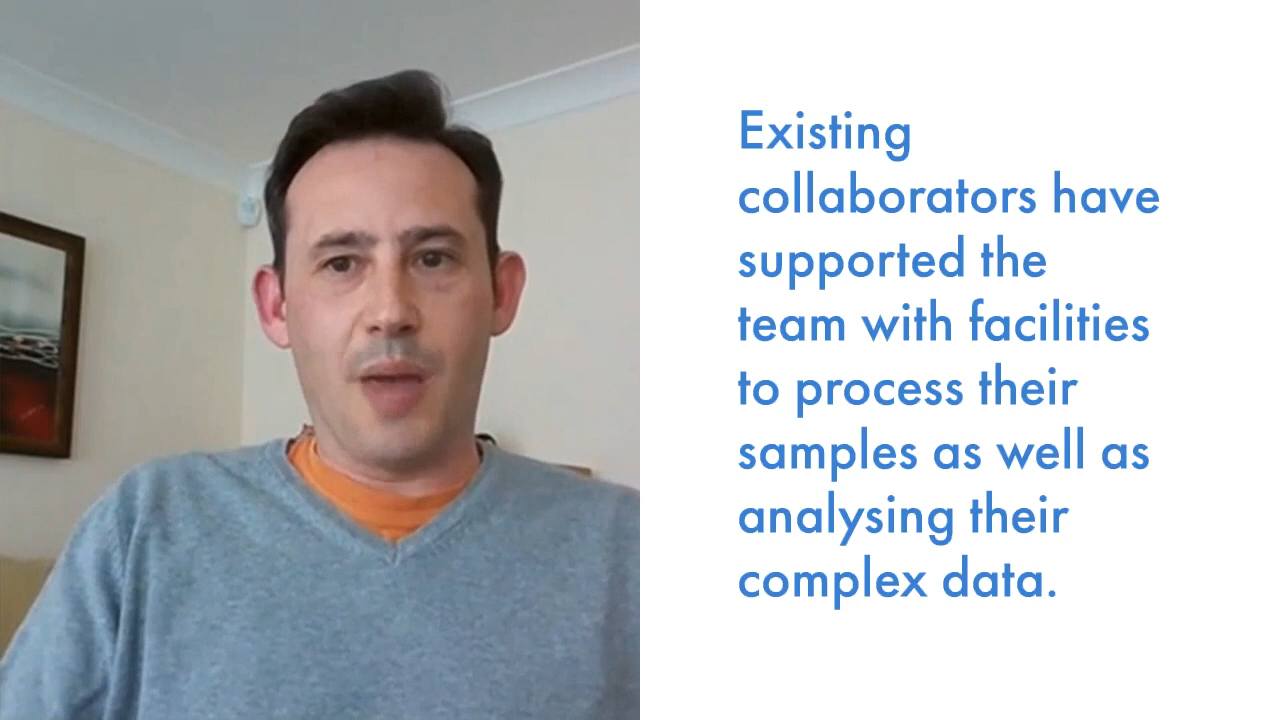 Existing
collaborators have
supported the
team with facilities
to process their
samples as well as
analysing their
complex data.